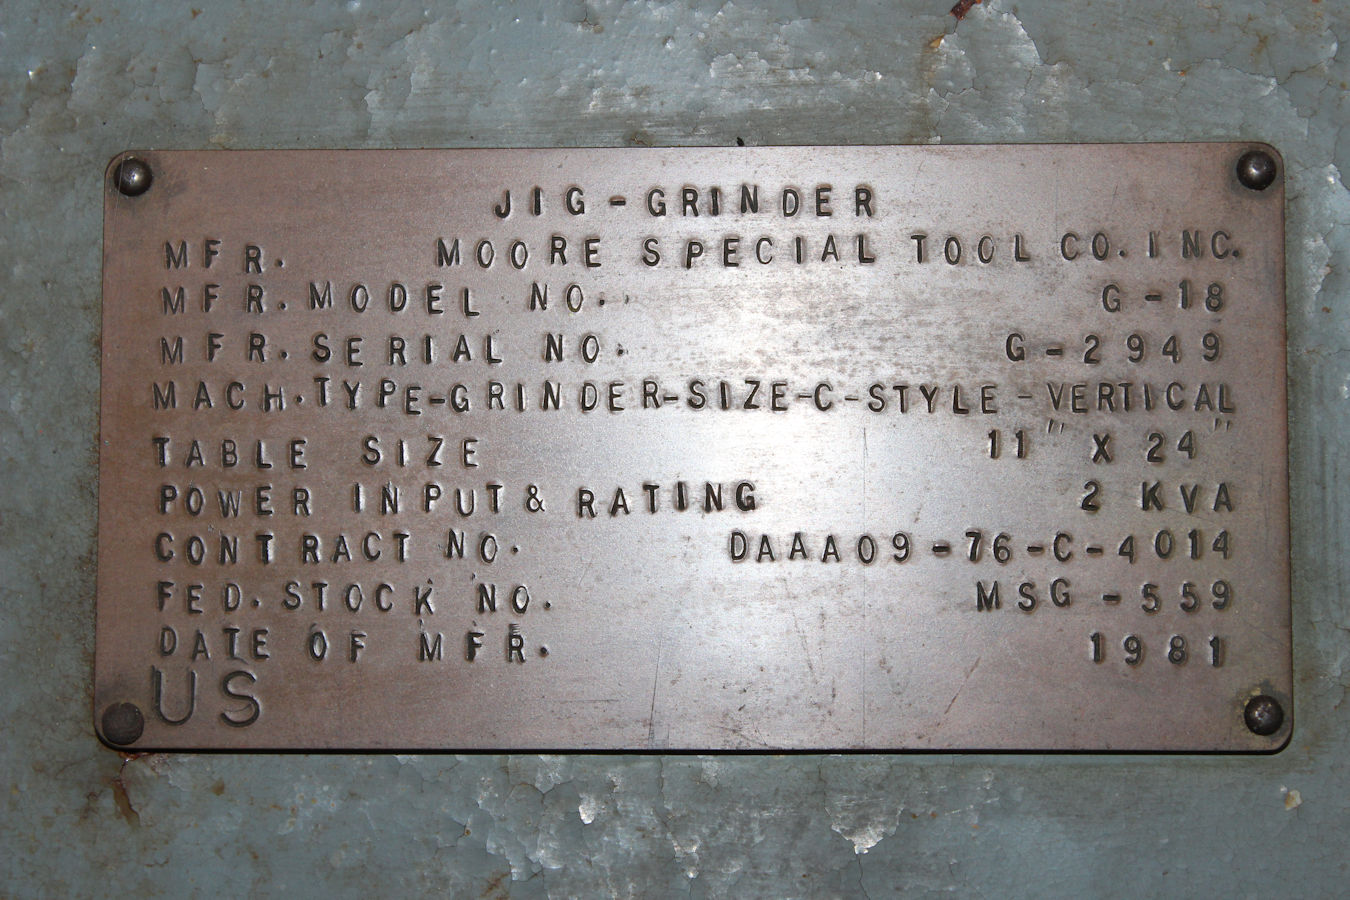 JIG-GRINDER
MFR. MOORE SPECIAL TOOL CO. INC.
MFR. MODEL NO. G-18
MFR. SERIAL NO. G-2949
MACH. TYPE-GRINDER-SIZE-C-STYLE-VERTICAL
TABLE SIZE 11" X 24"
POWER INPUT & RATING 2 KVA
CONTRACT NO. DAAA09-76-C-4014
FED. STOCK NO. MSG-559
DATE OF MFR. 1981
US